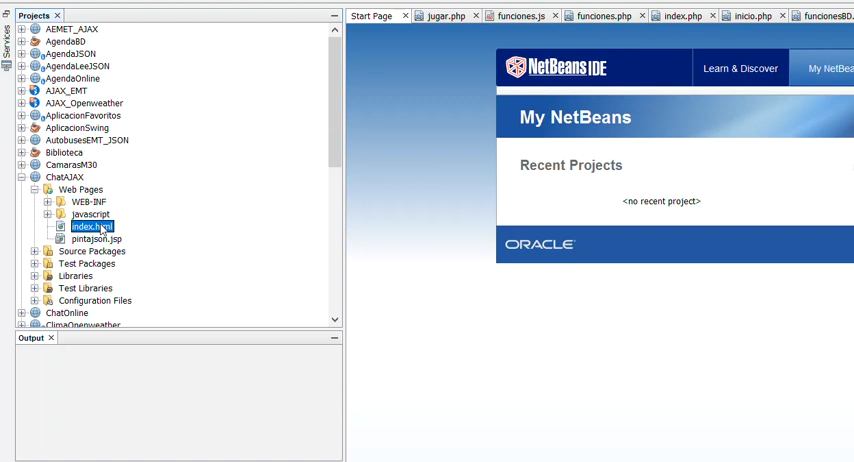 Services
Projects
AEMET_AJAX
AgendaBD
AgendaJSON
AgendaLeeJSON
AgendaOnline
AJAX_EMT
AJAX_Openweather
AplicacionFavoritos
AplicacionSwing
AutobusesEMT_JSON
Biblioteca
CamarasM30
ChatAJAX
Web Pages
WEB-INF
javascript
index.html
pintajson.jsp
Source Packages
Test Packages
Libraries
Test Libraries
Configuration Files
ChatOnline
ClimaOpenweather
Output
Start Page jugar.php funciones.js funciones.php index.php inicio.php funcionesBD.
NetBeans IDE Learn & Discover My NetBea
My NetBeans
Recent Projects
<no recent project>
ORACLE